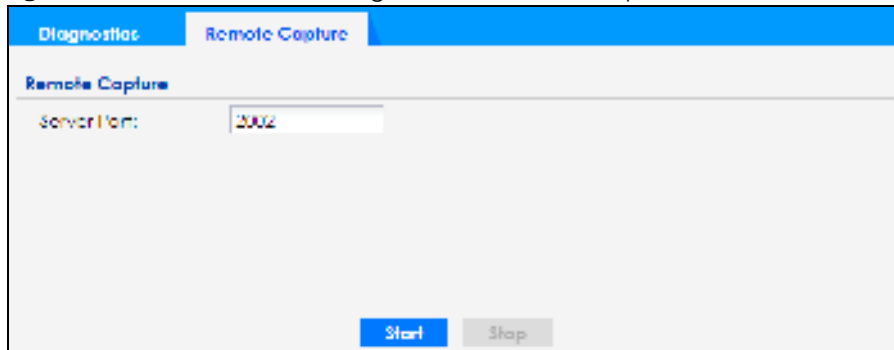 Diagnostics
Remote Capture
Remote Capture
Server Port:
2002
Start
Stop